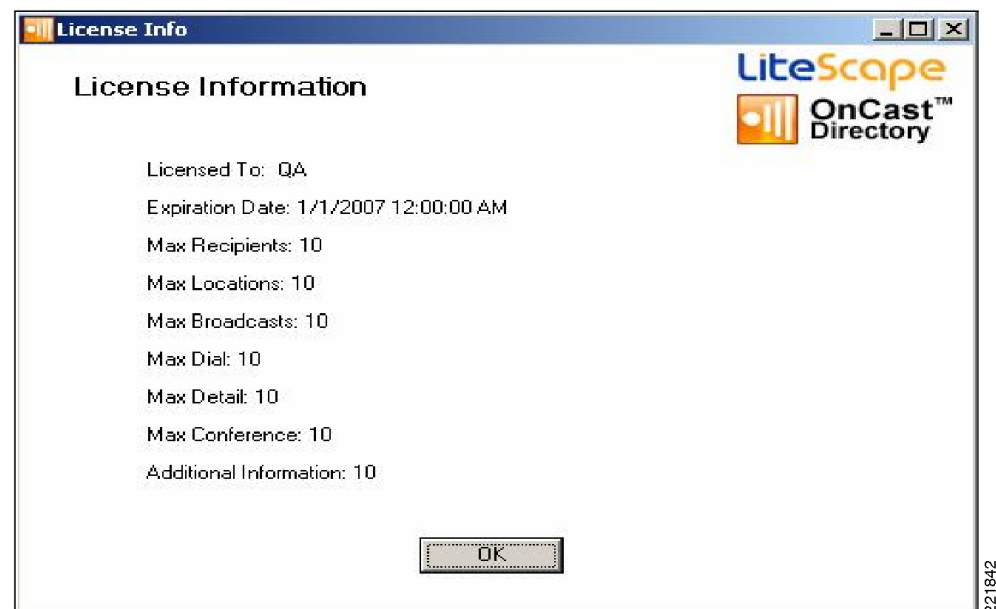 License Info
License Information
LiteScape
OnCast™
Directory
Licensed To: QA
Expiration Date: 1/1/2007 12:00:00 AM
Max Recipients: 10
Max Locations: 10
Max Broadcasts: 10
Max Dial: 10
Max Detail: 10
Max Conference: 10
Additional Information: 10
OK
221842